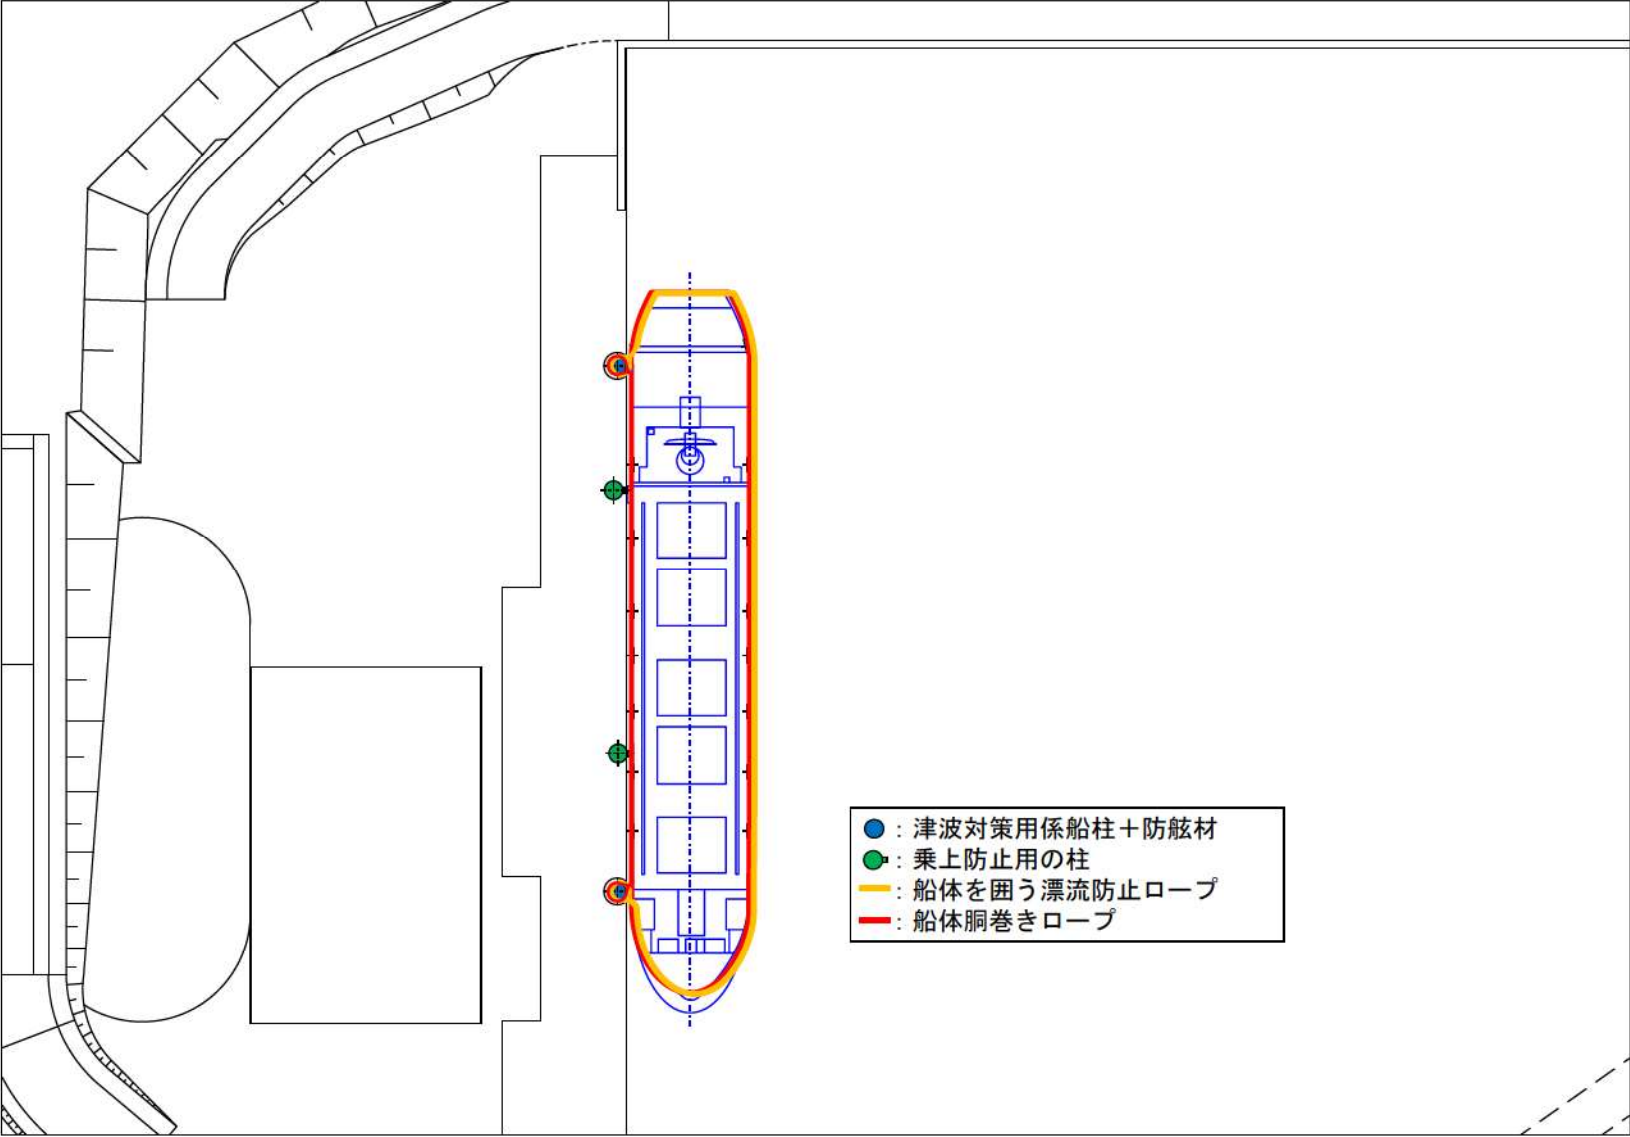 ：津波対策用係船柱＋防舷材
：乗上防止用の柱
：船体を囲う漂流防止ロープ
：船体胴巻きロープ